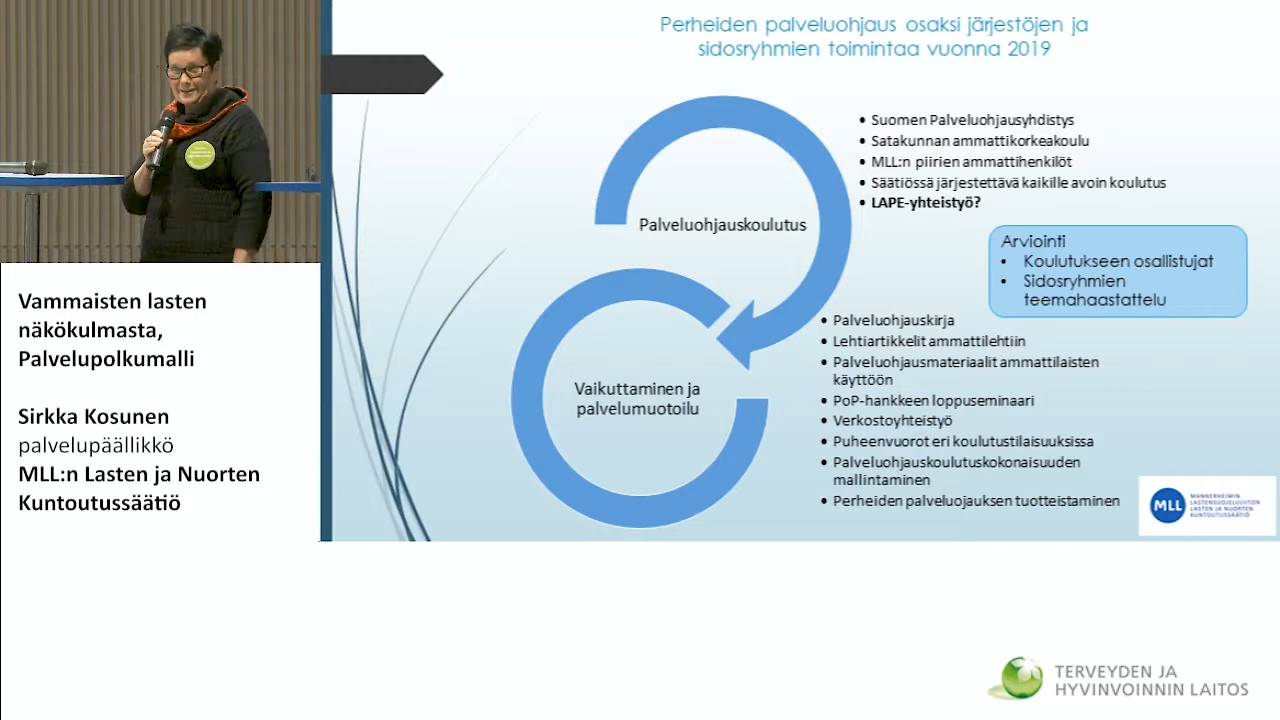 Perheiden palveluohjaus osaksi järjestöjen ja
sidosryhmien toimintaa vuonna 2019
• Suomen Palveluohjausyhdistys
• Satakunnan ammattikorkeakoulu
• MLL:n piirien ammattihenkilöt
• Säätiössä järjestettävä kaikille avoin koulutus
• LAPE-yhteistyö?
Palveluohjauskoulutus
Arviointi
• Koulutukseen osallistujat
• Sidosryhmien
teemahaastattelu
• Palveluohjauskirja
• Lehtiartikkelit ammattilehtiin
• Palveluohjausmateriaalit ammattilaisten
käyttöön
• PoP-hankkeen loppuseminaari
• Verkostoyhteistyö
• Puheenvuorot eri koulutustilaisuuksissa
• Palveluohjauskoulutuskokonaisuuden
mallintaminen
• Perheiden palveluojauksen tuotteistaminen
Vaikuttaminen ja
palvelumuotoilu
MLL
MANNERHEIMIN
LASTENSUOJELULIITON
LASTEN JA NUORTEN
KUNTOUTUSSÄÄTIÖ
Vammaisten lasten
näkökulmasta,
Palvelupolkumalli
Sirkka Kosunen
palvelupäällikkö
MLL:n Lasten ja Nuorten
Kuntoutussäätiö
TERVEYDEN JA
HYVINVOINNIN LAITOS